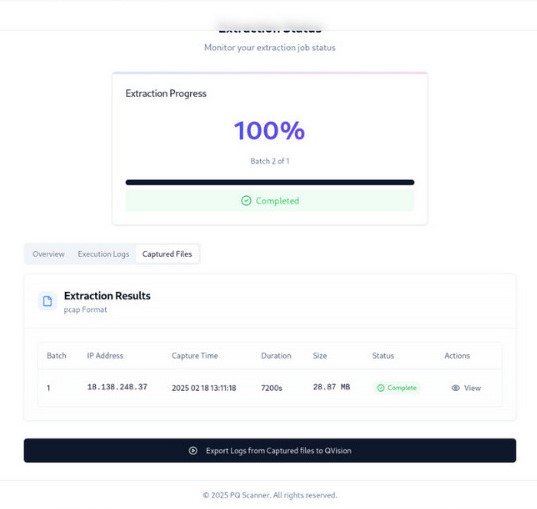 Extraction Status
Monitor your extraction job status
Extraction Progress
100%
Batch 2 of 1
Completed
Overview Execution Logs Captured Files
Extraction Results
pcap Format
Batch IP Address Capture Time Duration Size Status Actions
1 18.138.248.37 2025 02 18 13:11:18 7200s 28.87 MB Complete View
Export Logs from Captured files to QVision
© 2025 PQ Scanner. All rights reserved.